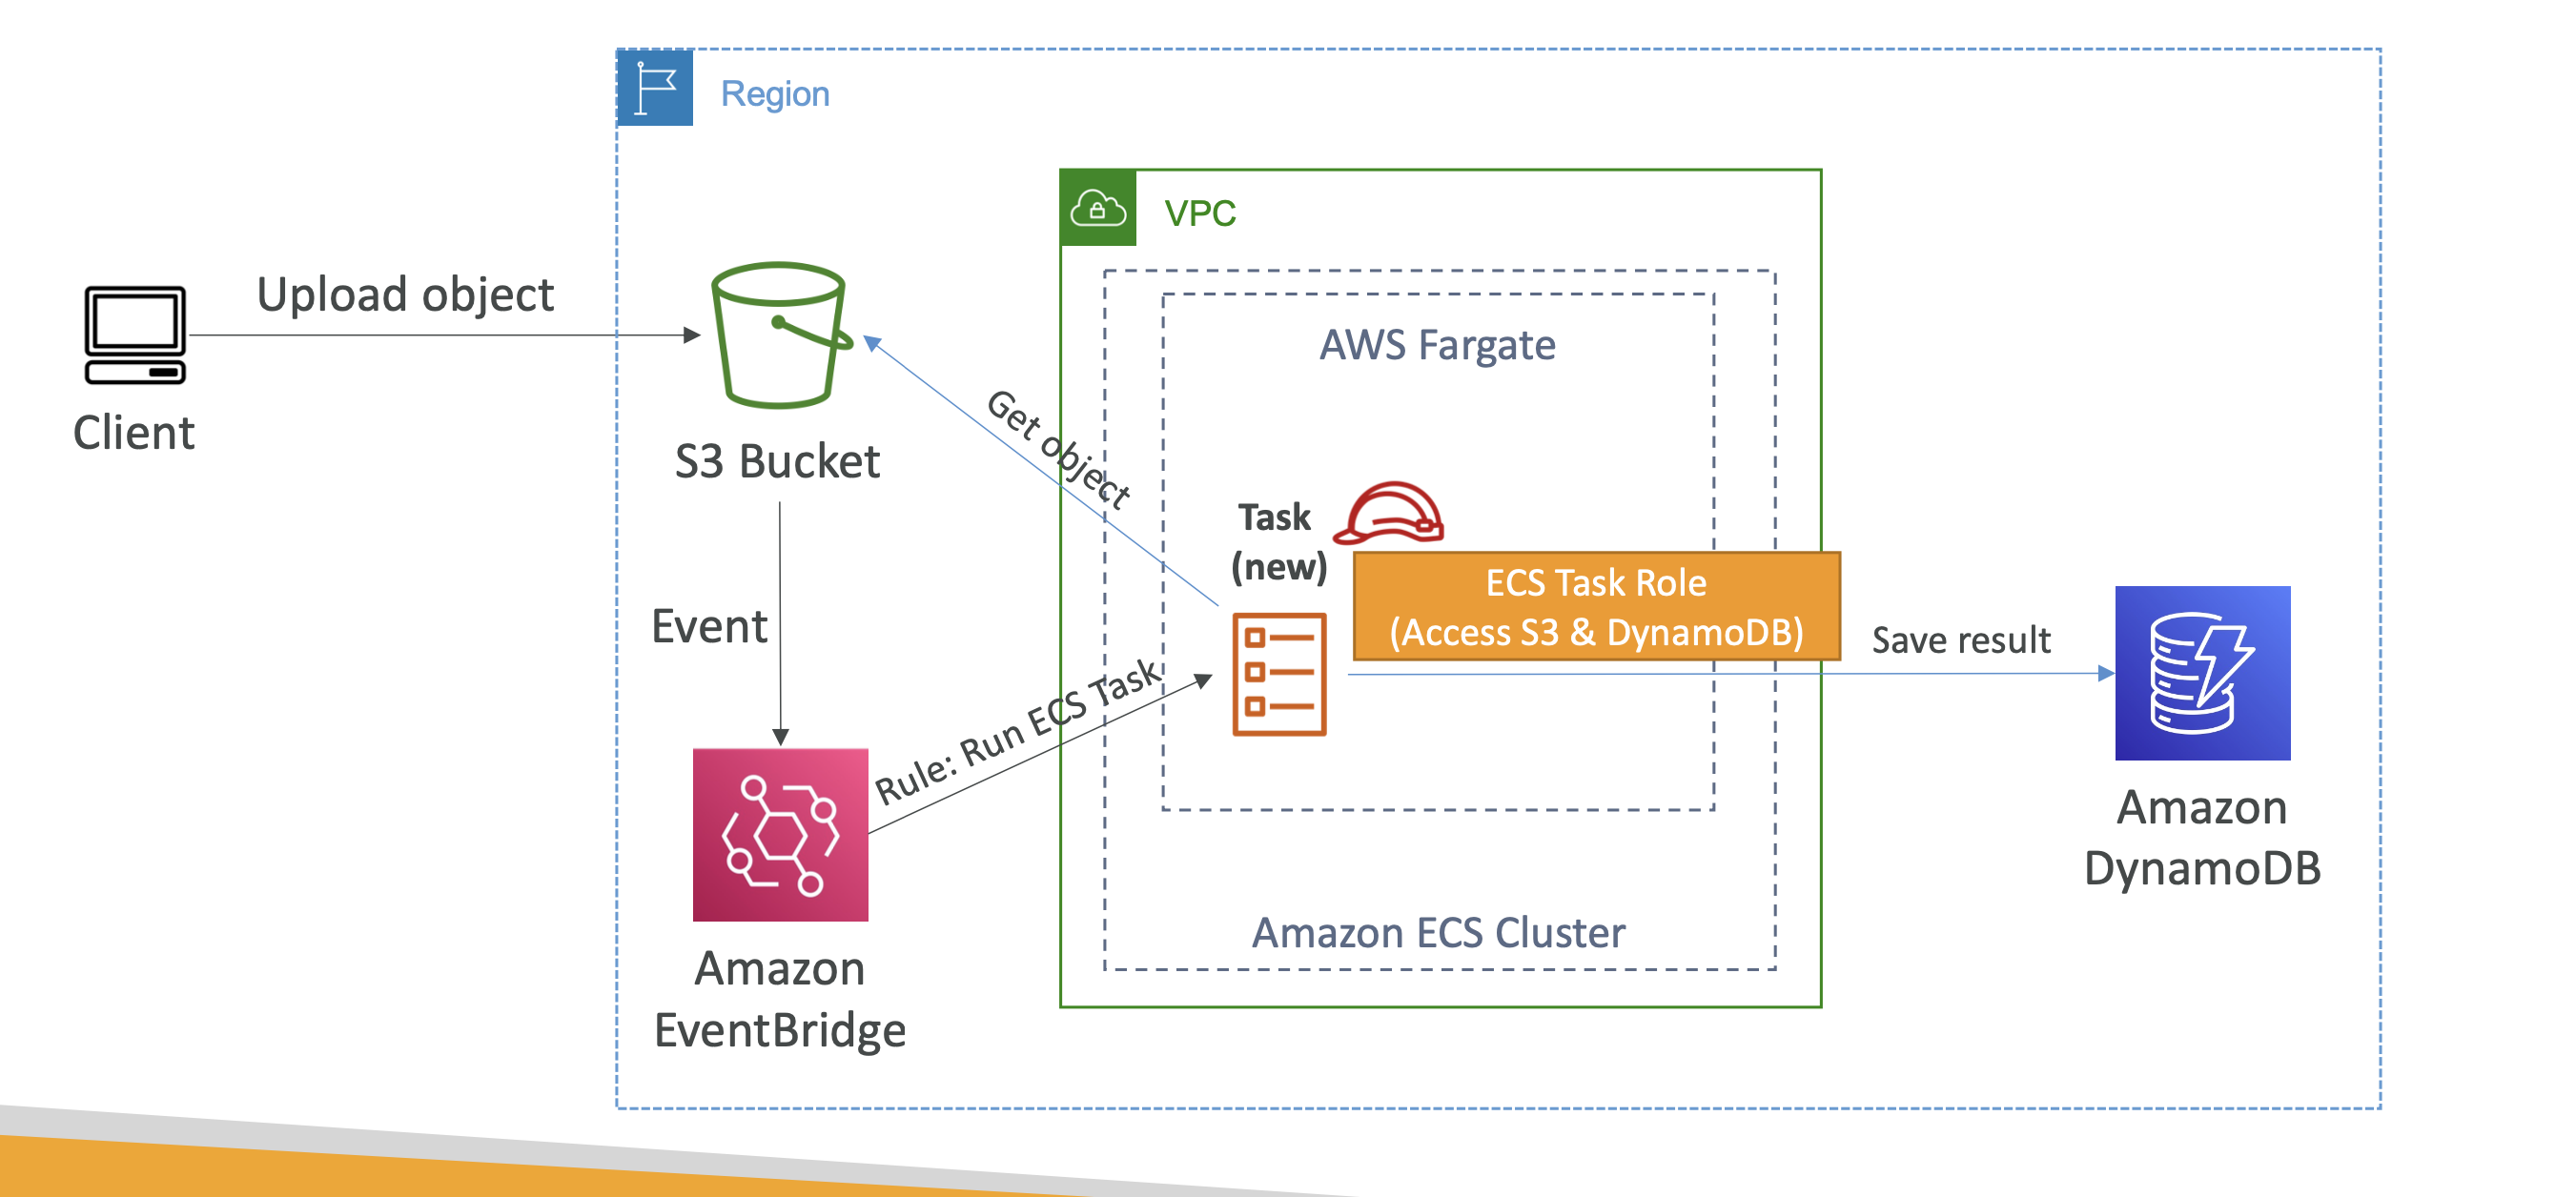 Region
VPC
Upload object
Client
S3 Bucket
AWS Fargate
Get object
Task
(new)
ECS Task Role
(Access S3 & DynamoDB)
Event
Save result
Rule: Run ECS Task
Amazon
DynamoDB
Amazon ECS Cluster
Amazon
EventBridge